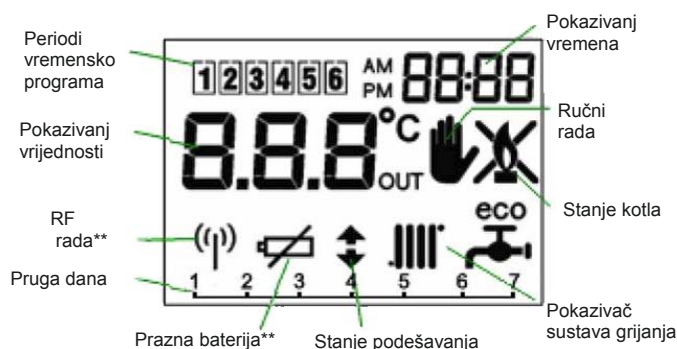 Periodi
vremensko
programa
Pokazivanj
vremena
1 2 3 4 5 6
AM
PM
88:88
Pokazivanj
vrijednosti
8.8.8
°C
OUT
Ručni
rada
Stanje kotla
eco
RF
rada**
Pruga dana
1 2 3 4 5 6 7
Prazna baterija**
Stanje podešavanja
Pokazivač
sustava grijanja